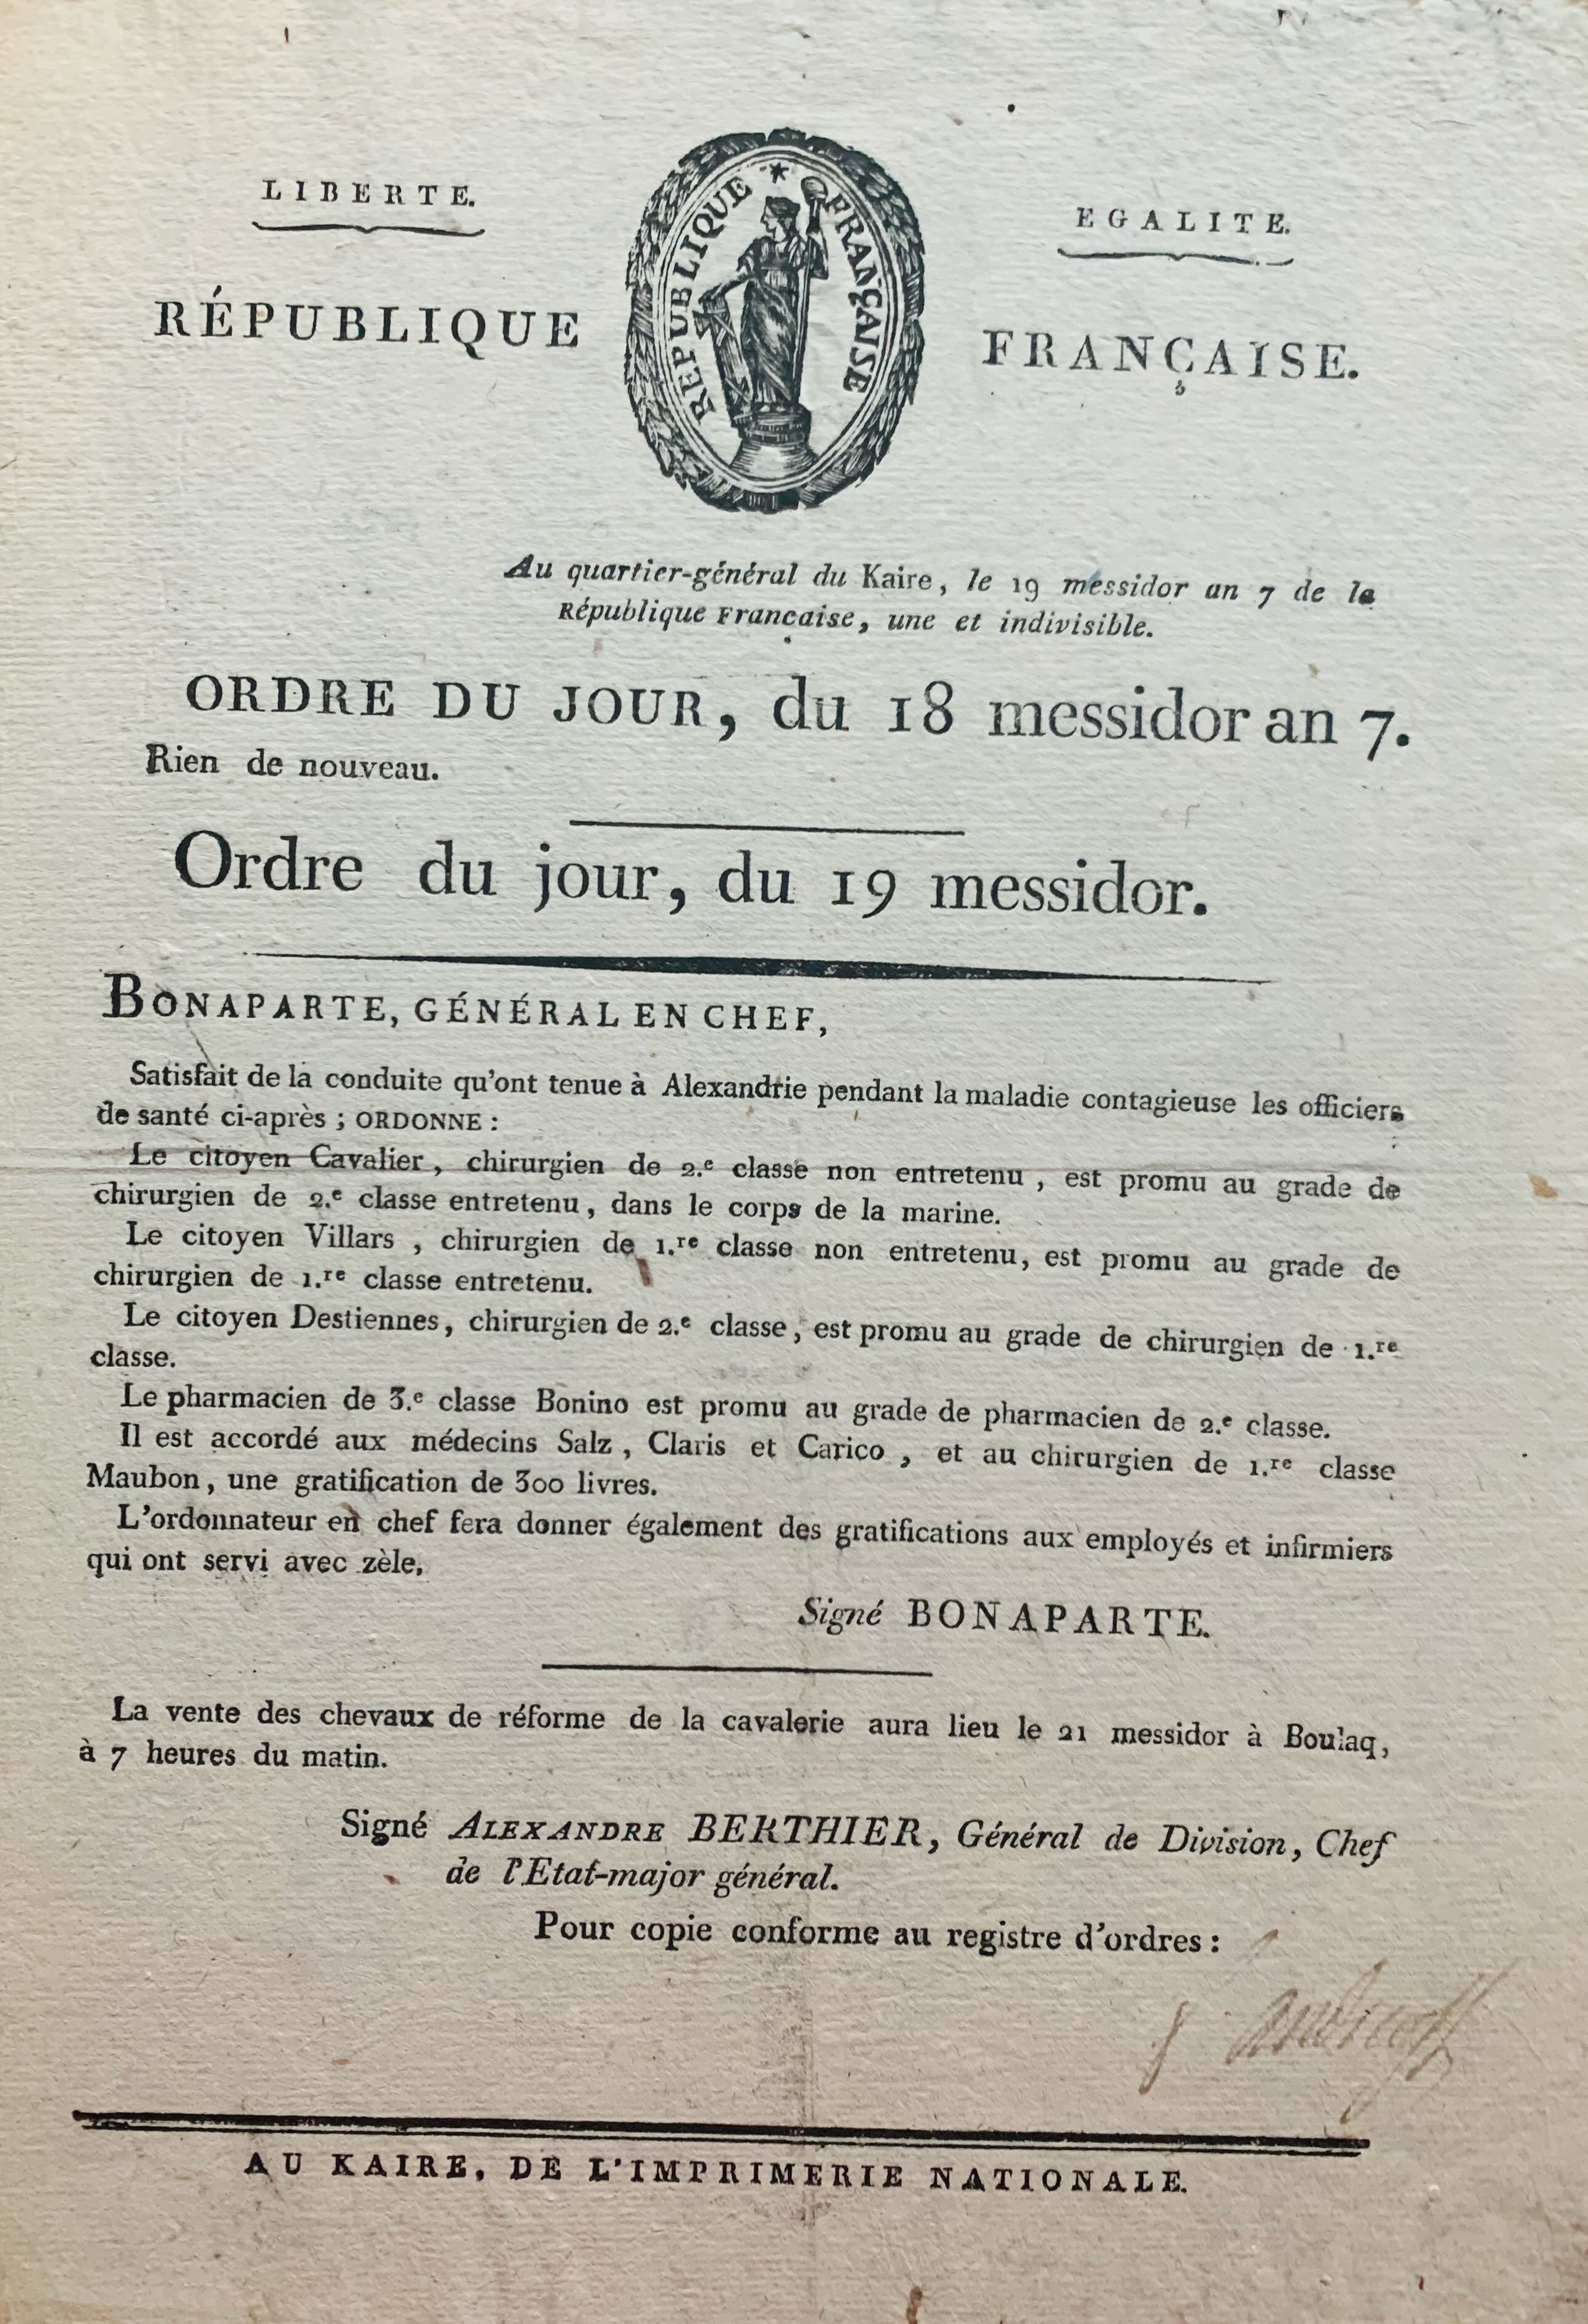 LIBERTE.
EGALITE.
RÉPUBLIQUE
FRANÇAISE.
RÉPUBLIQUE FRANÇAISE
Au quartier-général du Kaire, le 19 messidor an 7 de la
République Francaise, une et indivisible.
ORDRE DU JOUR, du 18 messidor an 7.
Rien de nouveau.
Ordre du jour, du 19 messidor.
BONAPARTE, GÉNÉRAL EN CHEF,
Satisfait de la conduite qu'ont tenue à Alexandrie pendant la maladie contagieuse les officiers
de santé ci-après ; ORDONNE :
Le citoyen Cavalier, chirurgien de 2.e classe non entretenu, est promu au grade de
chirurgien de 2.e classe entretenu, dans le corps de la marine.
Le citoyen Villars, chirurgien de 1.re classe non entretenu, est promu au grade de
chirurgien de 1.re classe entretenu.
Le citoyen Destiennes, chirurgien de 2.e classe, est promu au grade de chirurgien de 1.re
classe.
Le pharmacien de 3.e classe Bonino est promu au grade de pharmacien de 2.e classe.
Il est accordé aux médecins Salz, Claris et Carico, et au chirurgien de 1.re classe
Maubon, une gratification de 300 livres.
L'ordonnateur en chef fera donner également des gratifications aux employés et infirmiers
qui ont servi avec zèle,
Signé BONAPARTE.
La vente des chevaux de réforme de la cavalerie aura lieu le 21 messidor à Boulaq,
à 7 heures du matin.
Signé ALEXANDRE BERTHIER, Général de Division, Chef
de l'Etat-major général.
Pour copie conforme au registre d'ordres :
AU KAIRE, DE L'IMPRIMERIE NATIONALE.